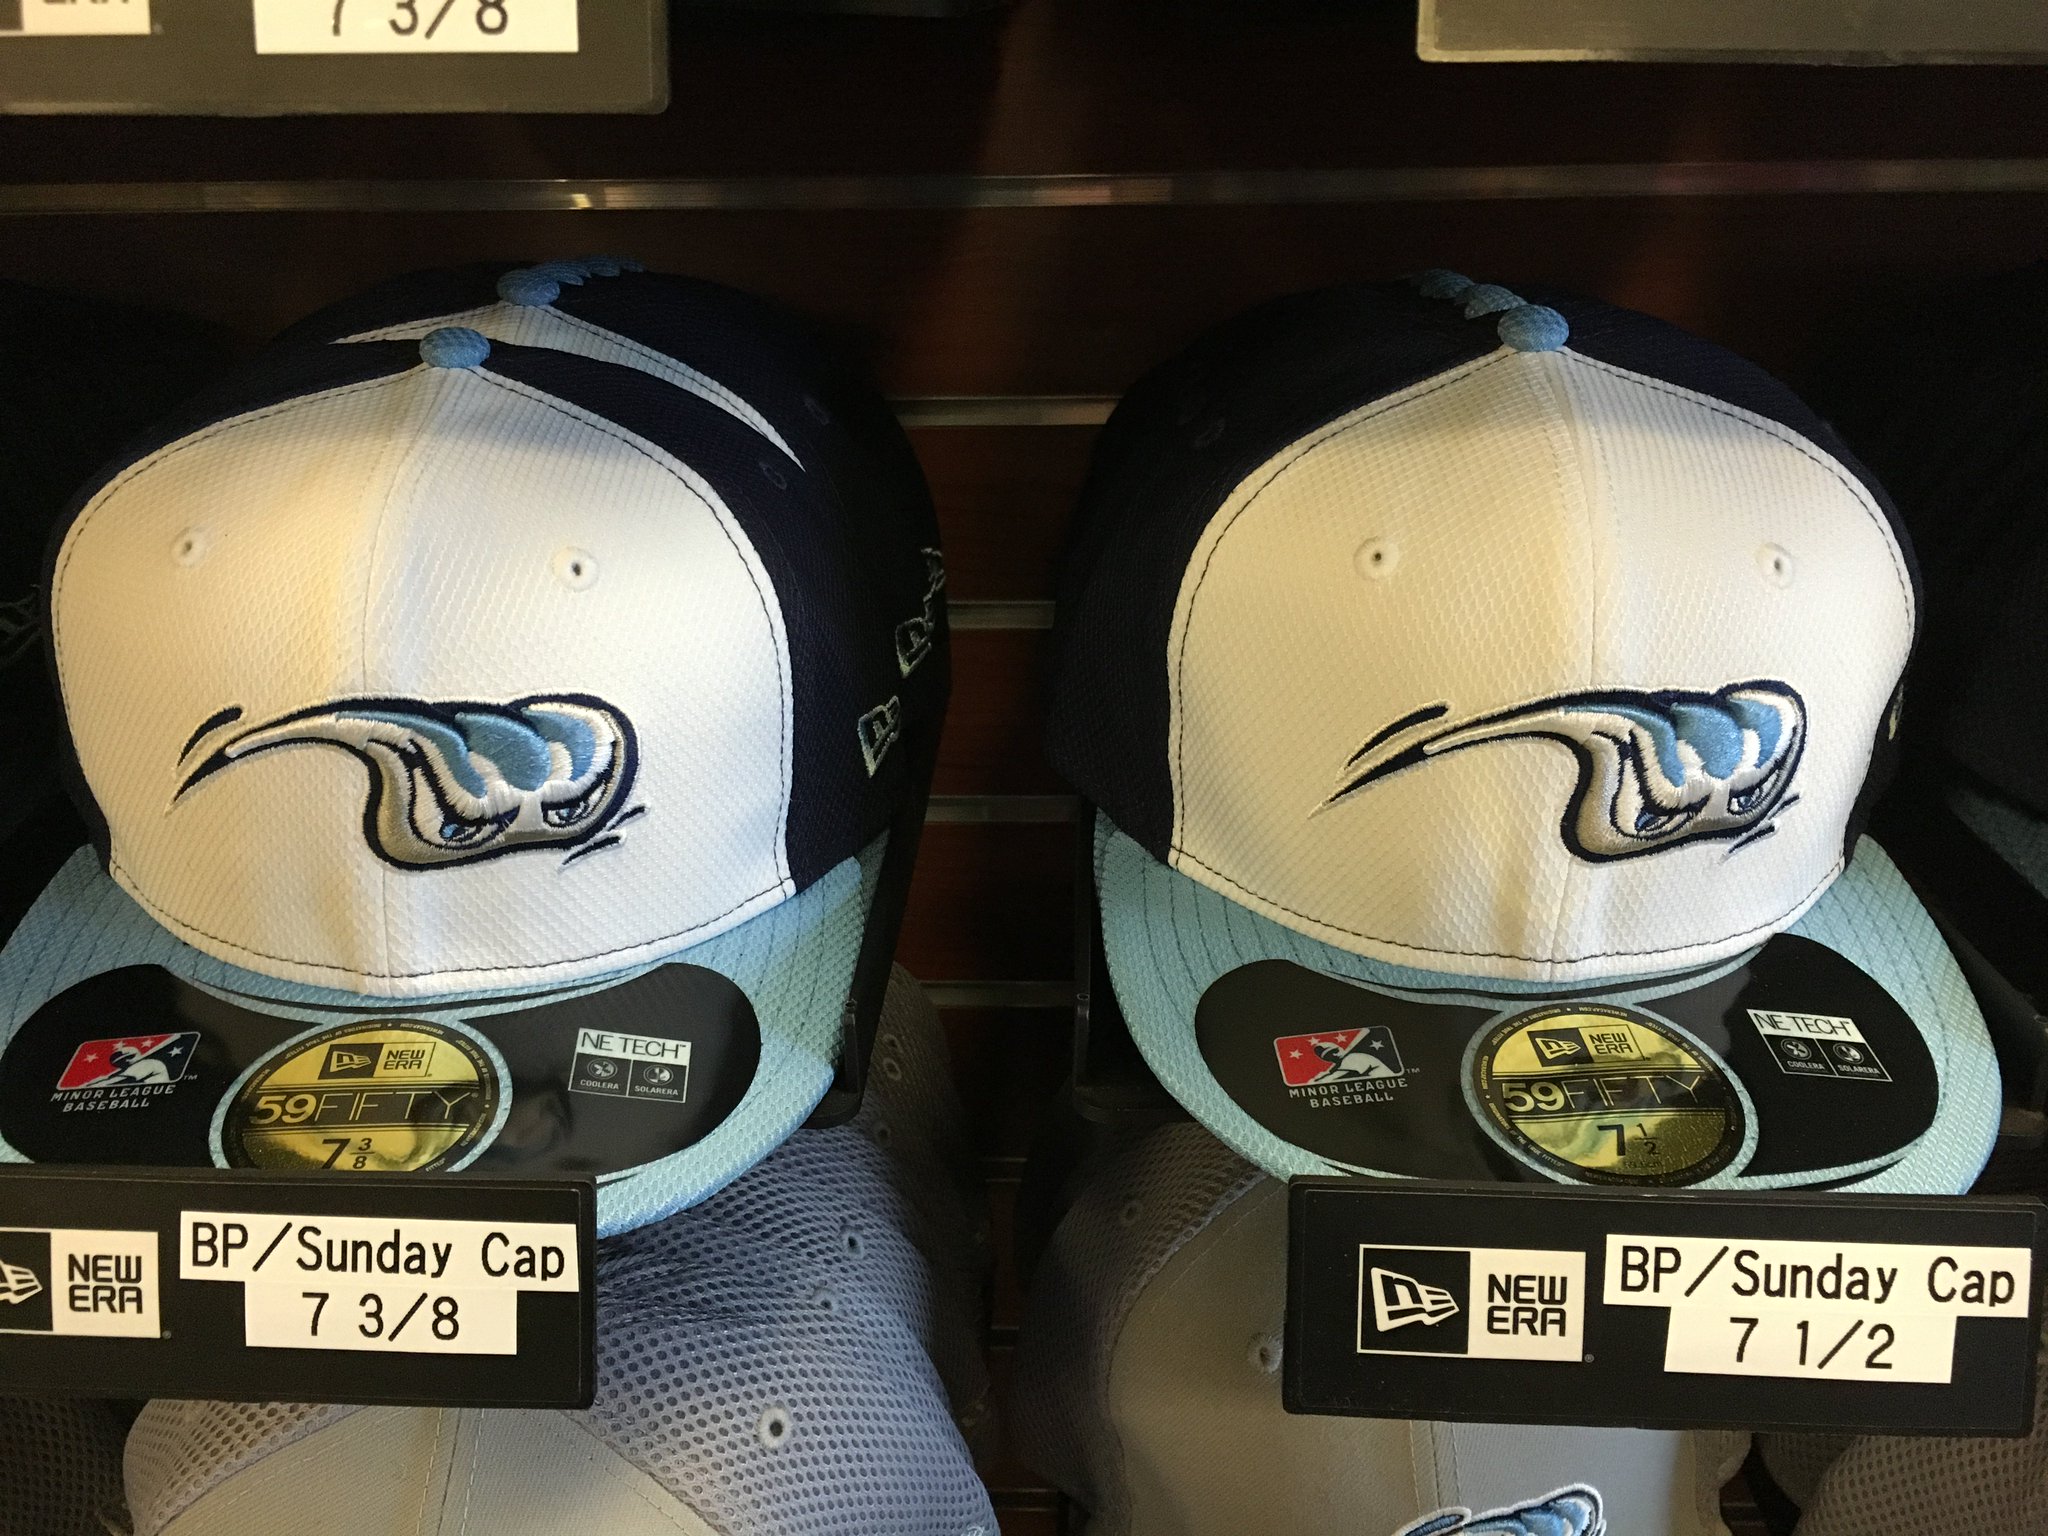 7 3/8
MINOR LEAGUE
BASEBALL
NEW
ERA
59FIFTY
7 3/8
NE TECH™
COOLERA
SOLARERA
NEW
ERA
BP/Sunday Cap
7 3/8
MINOR LEAGUE
BASEBALL
NEW
ERA
59FIFTY
7 1/2
NE TECH™
COOLERA
SOLARERA
NEW
ERA
BP/Sunday Cap
7 1/2